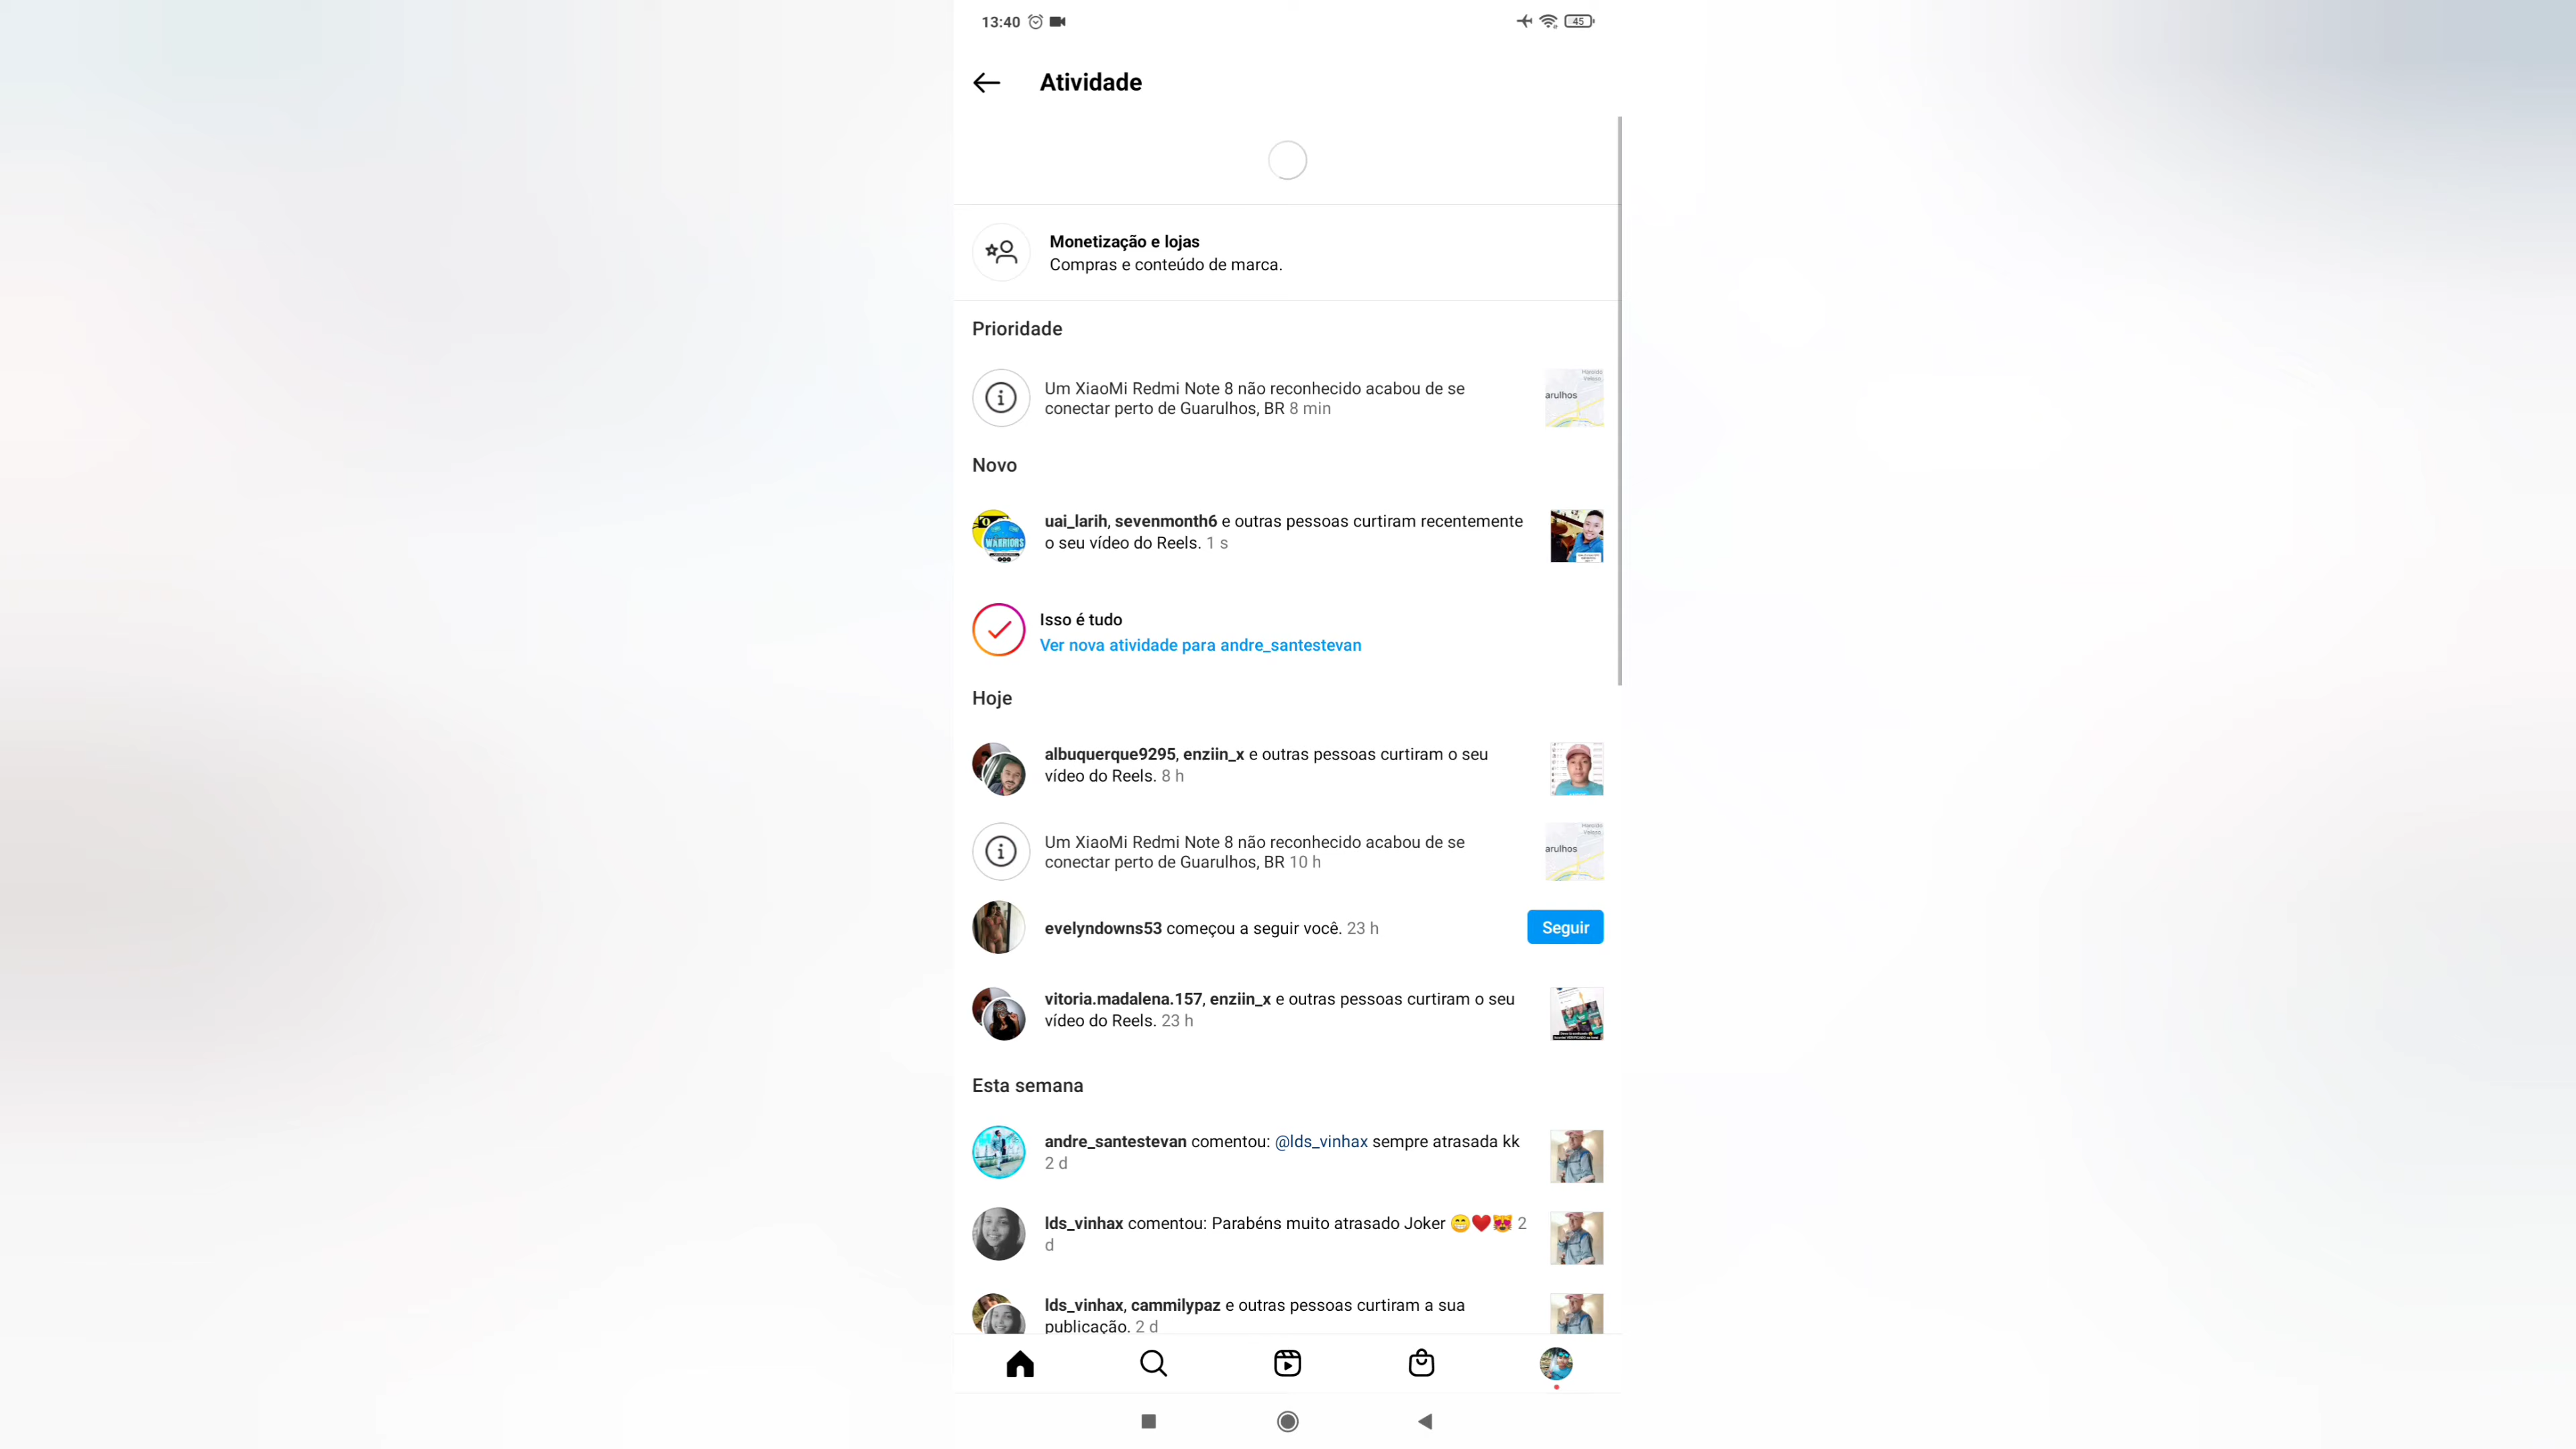 13:40
45
Atividade
Monetização e lojas
Compras e conteúdo de marca.
Prioridade
Um XiaoMi Redmi Note 8 não reconhecido acabou de se
conectar perto de Guarulhos, BR 8 min
arulhos
Novo
uai_larih, sevenmonth6 e outras pessoas curtiram recentemente
o seu vídeo do Reels. 1 s
WARRIORS
Isso é tudo
Ver nova atividade para andre_santestevan
Hoje
albuquerque9295, enziin_x e outras pessoas curtiram o seu
vídeo do Reels. 8 h
Um XiaoMi Redmi Note 8 não reconhecido acabou de se
conectar perto de Guarulhos, BR 10 h
arulhos
evelyndowns53 começou a seguir você. 23 h
Seguir
vitoria.madalena.157, enziin_x e outras pessoas curtiram o seu
vídeo do Reels. 23 h
Esta semana
andre_santestevan comentou: @lds_vinhax sempre atrasada kk
2 d
lds_vinhax comentou: Parabéns muito atrasado Joker 😁❤️😻 2
d
lds_vinhax, cammilypaz e outras pessoas curtiram a sua
publicação. 2 d